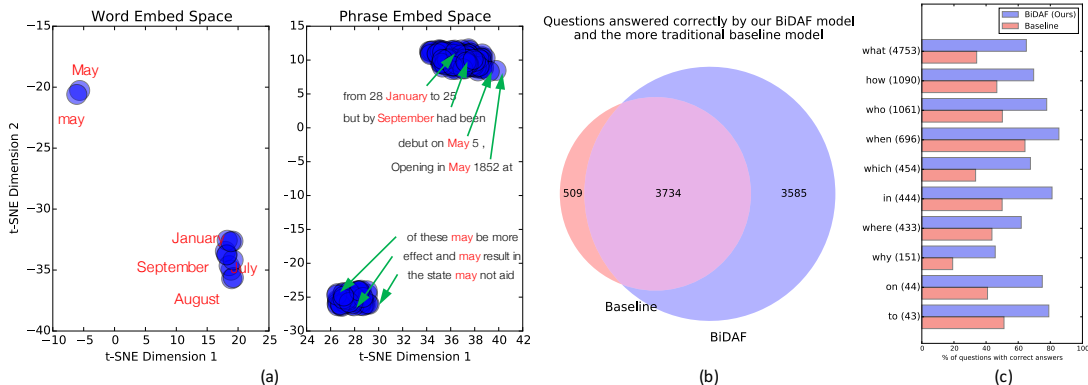 Word Embed Space
t-SNE Dimension 2
−15
−20
−25
−30
−35
−40
May
may
January
September
July
August
−10
−5
0
5
10
15
20
25
t-SNE Dimension 1
Phrase Embed Space
15
10
5
0
−5
−10
−15
−20
−25
−30
from 28 January to 25
but by September had been
debut on May 5 ,
Opening in May 1852 at
of these may be more
effect and may result in
the state may not aid
24 26 28 30 32 34 36 38 40 42
t-SNE Dimension 1
(a)
Questions answered correctly by our BiDAF model
and the more traditional baseline model
509
3734
3585
Baseline
BiDAF
(b)
BiDAF (Ours)
Baseline
what (4753)
how (1090)
who (1061)
when (696)
which (454)
in (444)
where (433)
why (151)
on (44)
to (43)
0 20 40 60 80 100
% of questions with correct answers
(c)